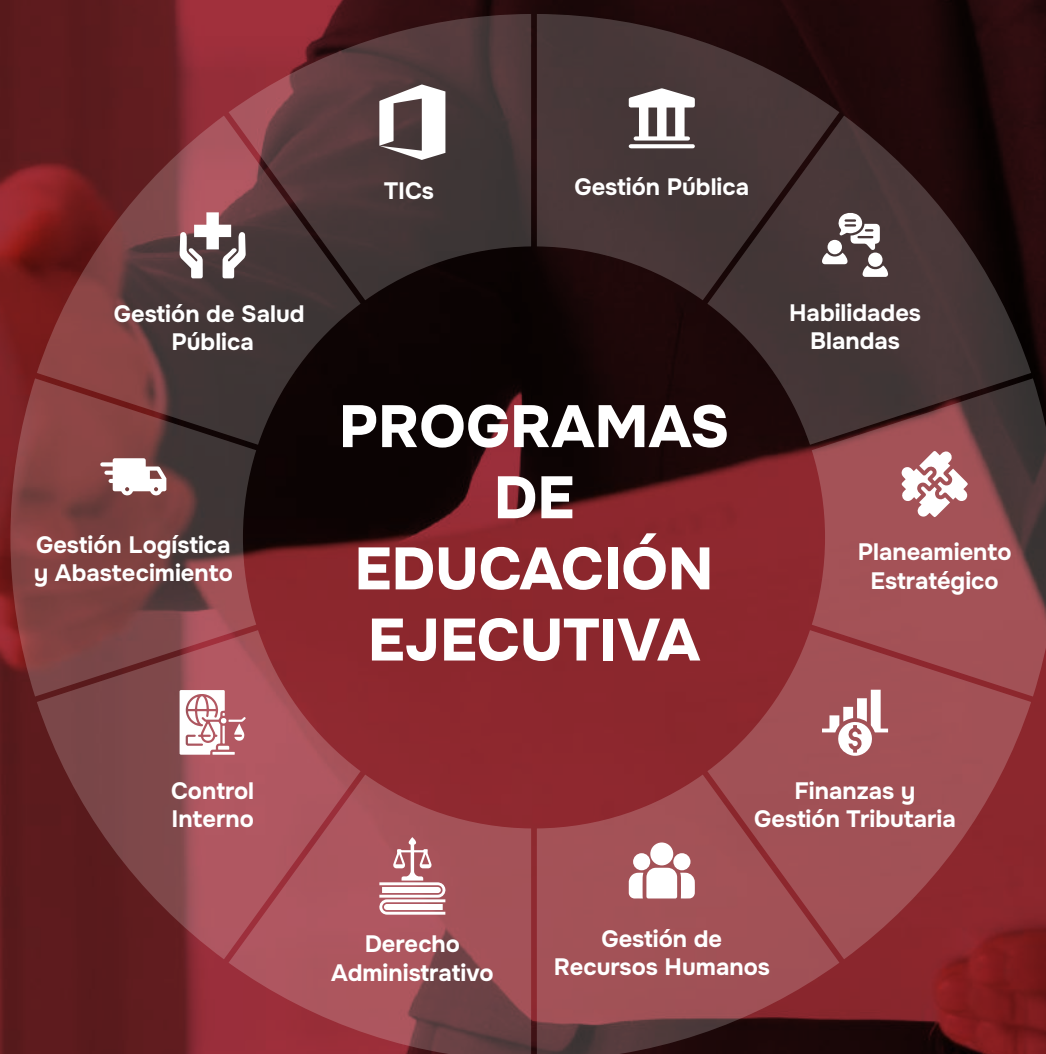 TICs
Gestión Pública
Habilidades
Blandas
Planeamiento
Estratégico
Finanzas y
Gestión Tributaria
Gestión de
Recursos Humanos
Derecho
Administrativo
Control
Interno
Gestión Logística
y Abastecimiento
Gestión de Salud
Pública
PROGRAMAS
DE
EDUCACIÓN
EJECUTIVA